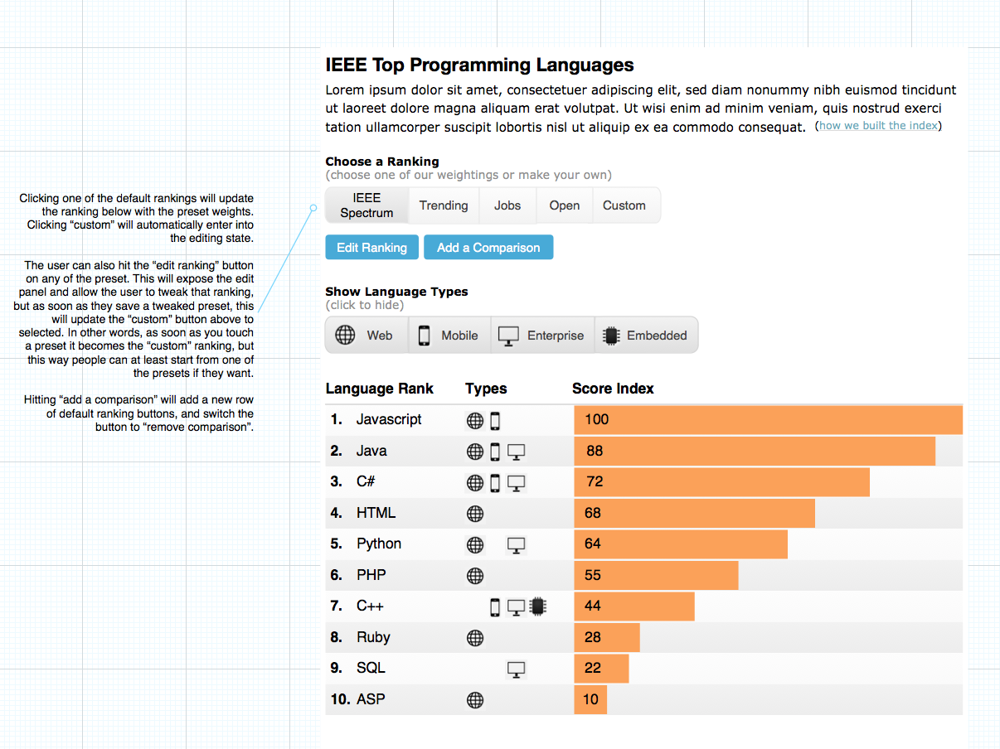 IEEE Top Programming Languages
Lorem ipsum dolor sit amet, consectetuer adipiscing elit, sed diam nonummy nibh euismod tincidunt
ut laoreet dolore magna aliquam erat volutpat. Ut wisi enim ad minim veniam, quis nostrud exerci
tation ullamcorper suscipit lobortis nisl ut aliquip ex ea commodo consequat. (how we built the index)
Choose a Ranking
(choose one of our weightings or make your own)
IEEE
Spectrum
Trending
Jobs
Open
Custom
Edit Ranking
Add a Comparison
Clicking one of the default rankings will update
the ranking below with the preset weights.
Clicking “custom” will automatically enter into
the editing state.
The user can also hit the “edit ranking” button
on any of the preset. This will expose the edit
panel and allow the user to tweak that ranking,
but as soon as they save a tweaked preset, this
will update the “custom” button above to
selected. In other words, as soon as you touch
a preset it becomes the “custom” ranking, but
this way people can at least start from one of
the presets if they want.
Hitting “add a comparison” will add a new row
of default ranking buttons, and switch the
button to “remove comparison”.
Show Language Types
(click to hide)
Web
Mobile
Enterprise
Embedded
Language Rank Types Score Index
1. Javascript 100
2. Java 88
3. C# 72
4. HTML 68
5. Python 64
6. PHP 55
7. C++ 44
8. Ruby 28
9. SQL 22
10. ASP 10